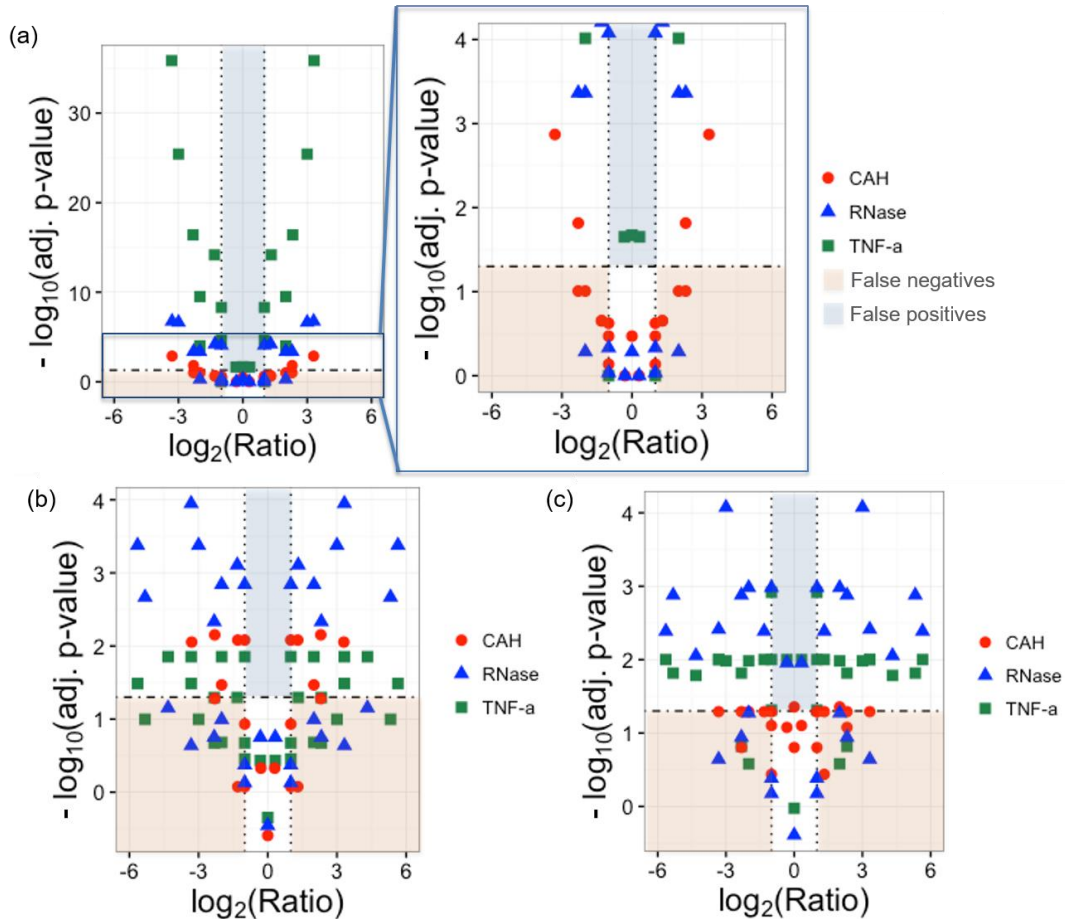 (a)
- log10(adj. p-value)
30
20
10
0
-6 -3 0 3 6
log2(Ratio)
- log10(adj. p-value)
4
3
2
1
0
-6 -3 0 3 6
log2(Ratio)
CAH
RNase
TNF-a
False negatives
False positives
(b)
- log10(adj. p-value)
4
3
2
1
0
-6 -3 0 3 6
log2(Ratio)
CAH
RNase
TNF-a
(c)
- log10(adj. p-value)
4
3
2
1
0
-6 -3 0 3 6
log2(Ratio)
CAH
RNase
TNF-a